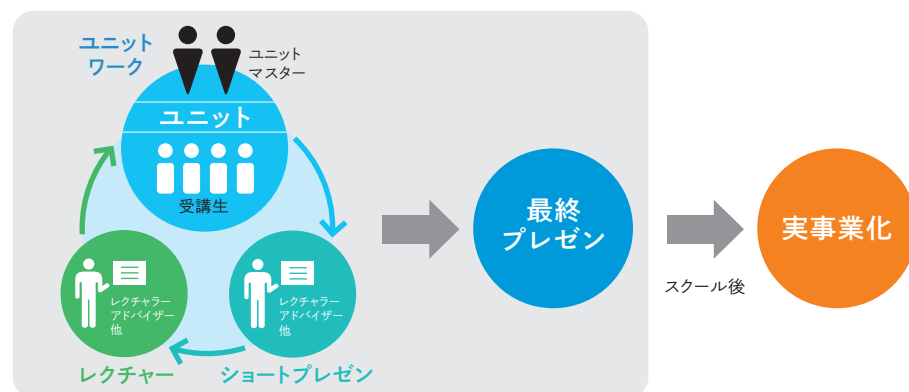 ユニット
ワーク
ユニット
マスター
ユニット
受講生
レクチャラー
アドバイザー
他
レクチャー
レクチャラー
アドバイザー
他
ショートプレゼン
最終
プレゼン
スクール後
実事業化